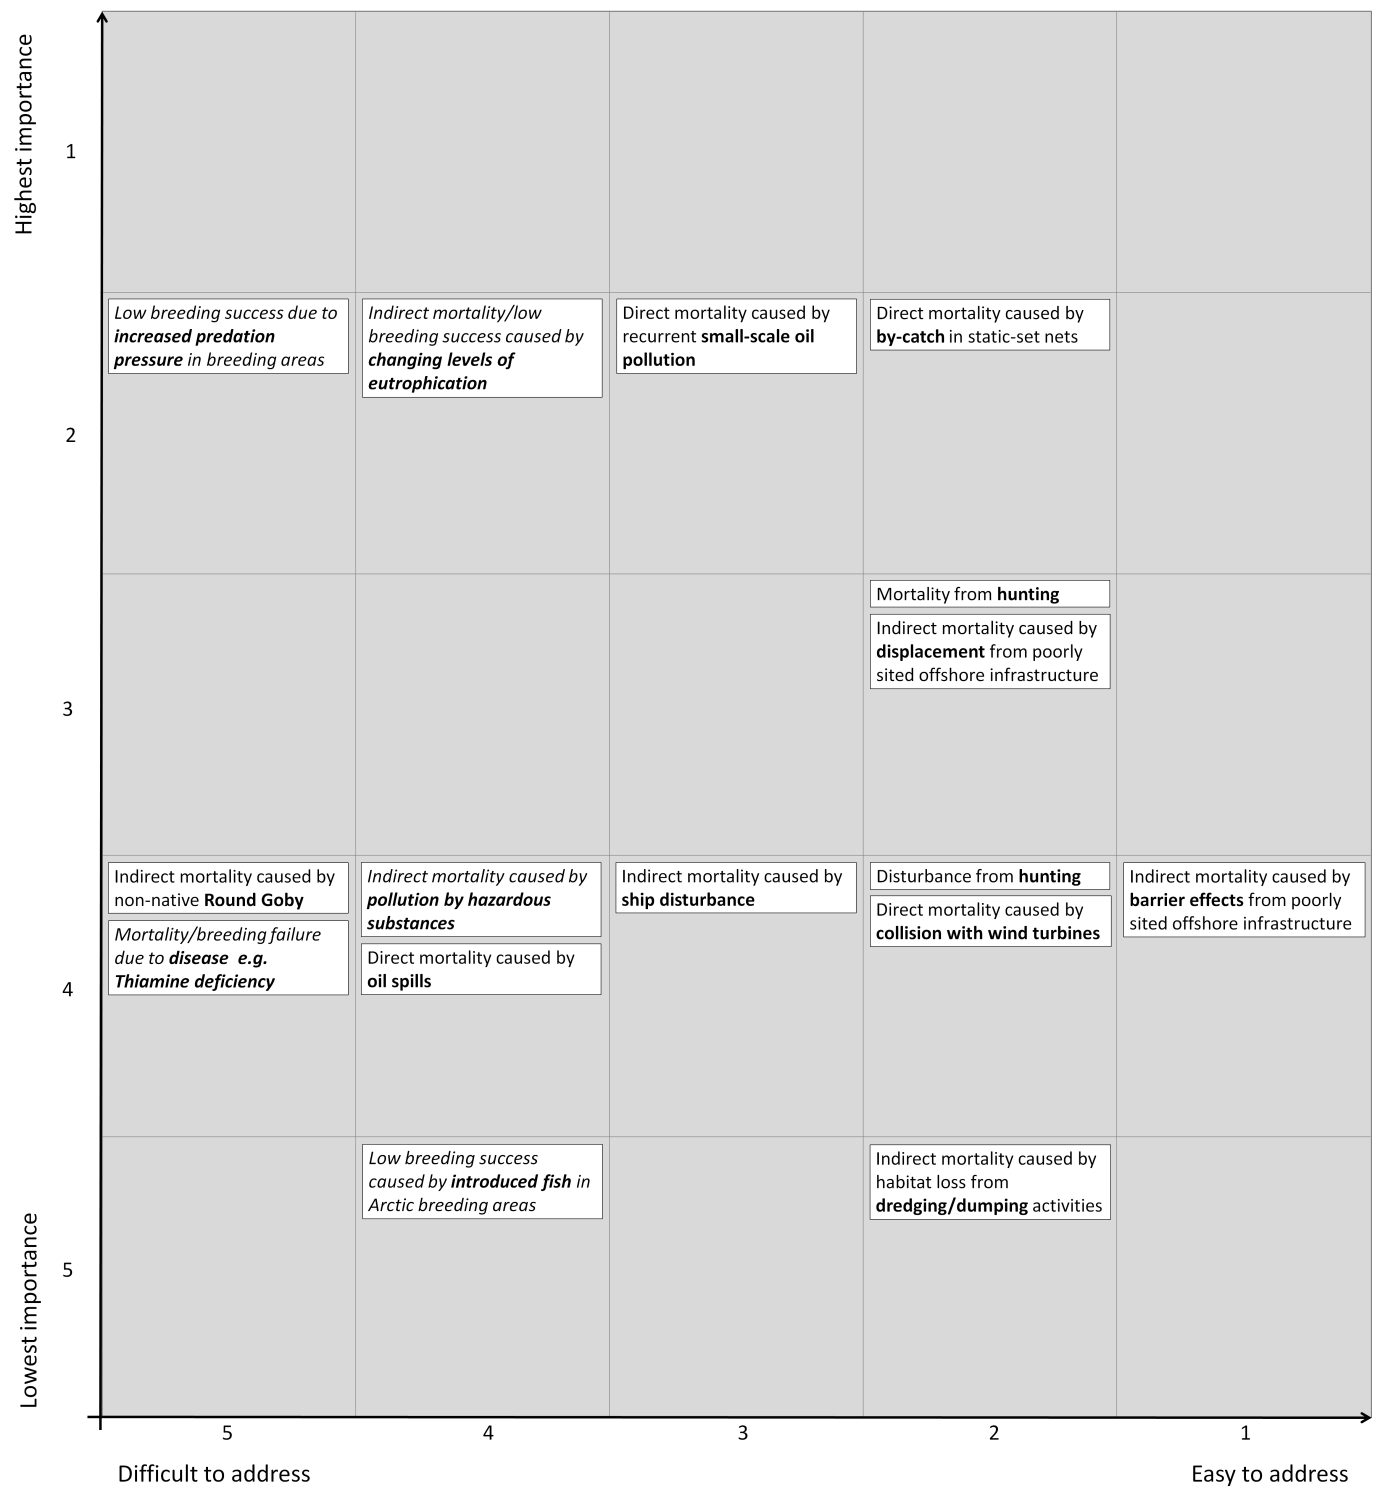 Highest importance
1
Low breeding success due to
increased predation
pressure in breeding areas
Indirect mortality/low
breeding success caused by
changing levels of
eutrophication
Direct mortality caused by
recurrent small-scale oil
pollution
Direct mortality caused by
by-catch in static-set nets
2
Mortality from hunting
Indirect mortality caused by
displacement from poorly
sited offshore infrastructure
3
Indirect mortality caused by
non-native Round Goby
Mortality/breeding failure
due to disease e.g.
Thiamine deficiency
Indirect mortality caused by
pollution by hazardous
substances
Direct mortality caused by
oil spills
Indirect mortality caused by
ship disturbance
Disturbance from hunting
Direct mortality caused by
collision with wind turbines
Indirect mortality caused by
barrier effects from poorly
sited offshore infrastructure
4
Low breeding success
caused by introduced fish in
Arctic breeding areas
Indirect mortality caused by
habitat loss from
dredging/dumping activities
5
Lowest importance
5
4
3
2
1
Difficult to address
Easy to address